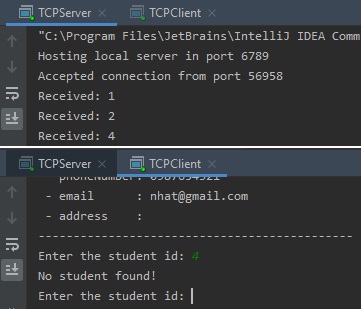 TCPServer × TCPClient ×
"C:\Program Files\JetBrains\IntelliJ IDEA Comm
Hosting local server in port 6789
Accepted connection from port 56958
Received: 1
Received: 2
Received: 4
TCPServer × TCPClient ×
- phoneNumber: 0987654321
- email : nhat@gmail.com
- address :
--------------------------------------------
Enter the student id: 4
No student found!
Enter the student id: